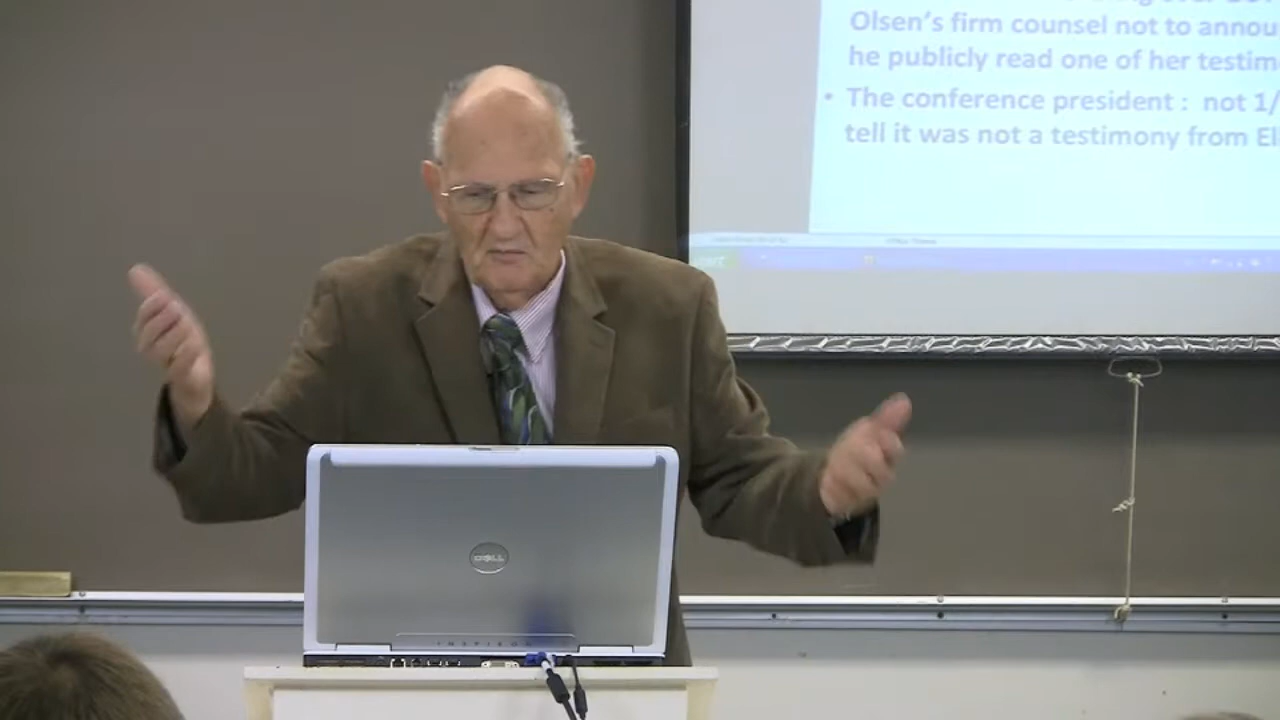 Olsen's firm counsel not to annou
he publicly read one of her testim
• The conference president : not 1/
tell it was not a testimony from El
DELL
INSPIRON